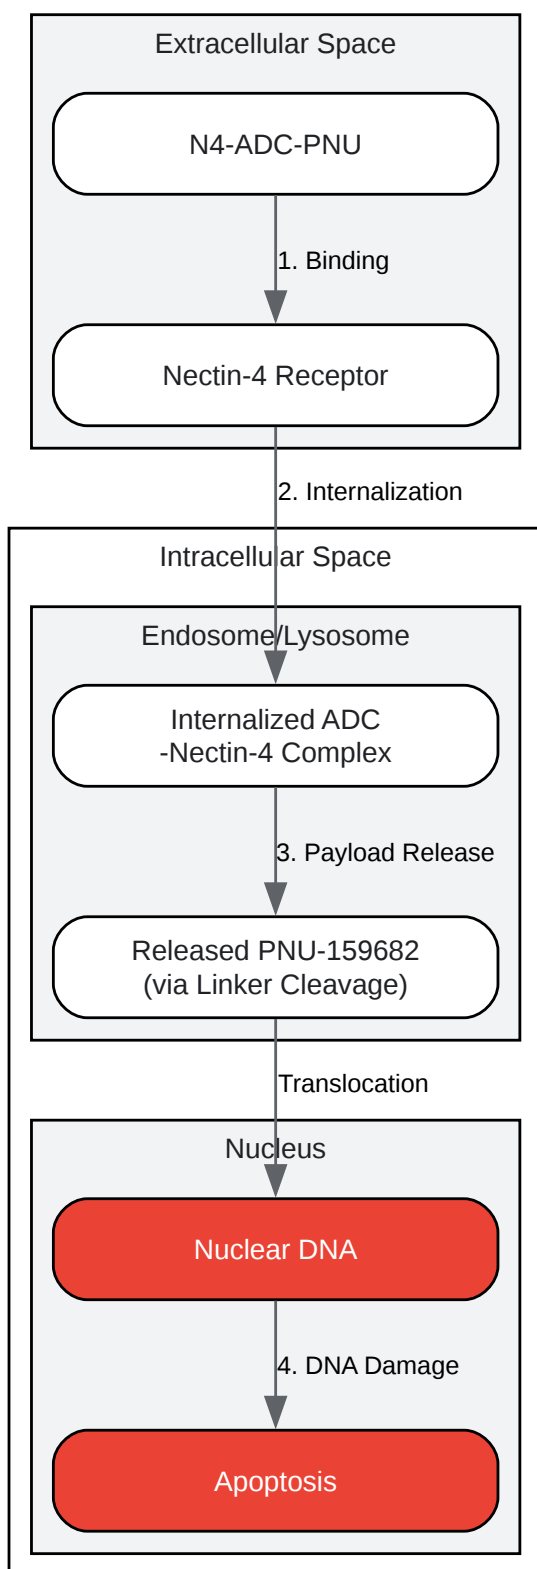 Extracellular Space
N4-ADC-PNU
1. Binding
Nectin-4 Receptor
2. Internalization
Intracellular Space
Endosome/Lysosome
Internalized ADC
-Nectin-4 Complex
3. Payload Release
Released PNU-159682
(via Linker Cleavage)
Translocation
Nucleus
Nuclear DNA
4. DNA Damage
Apoptosis